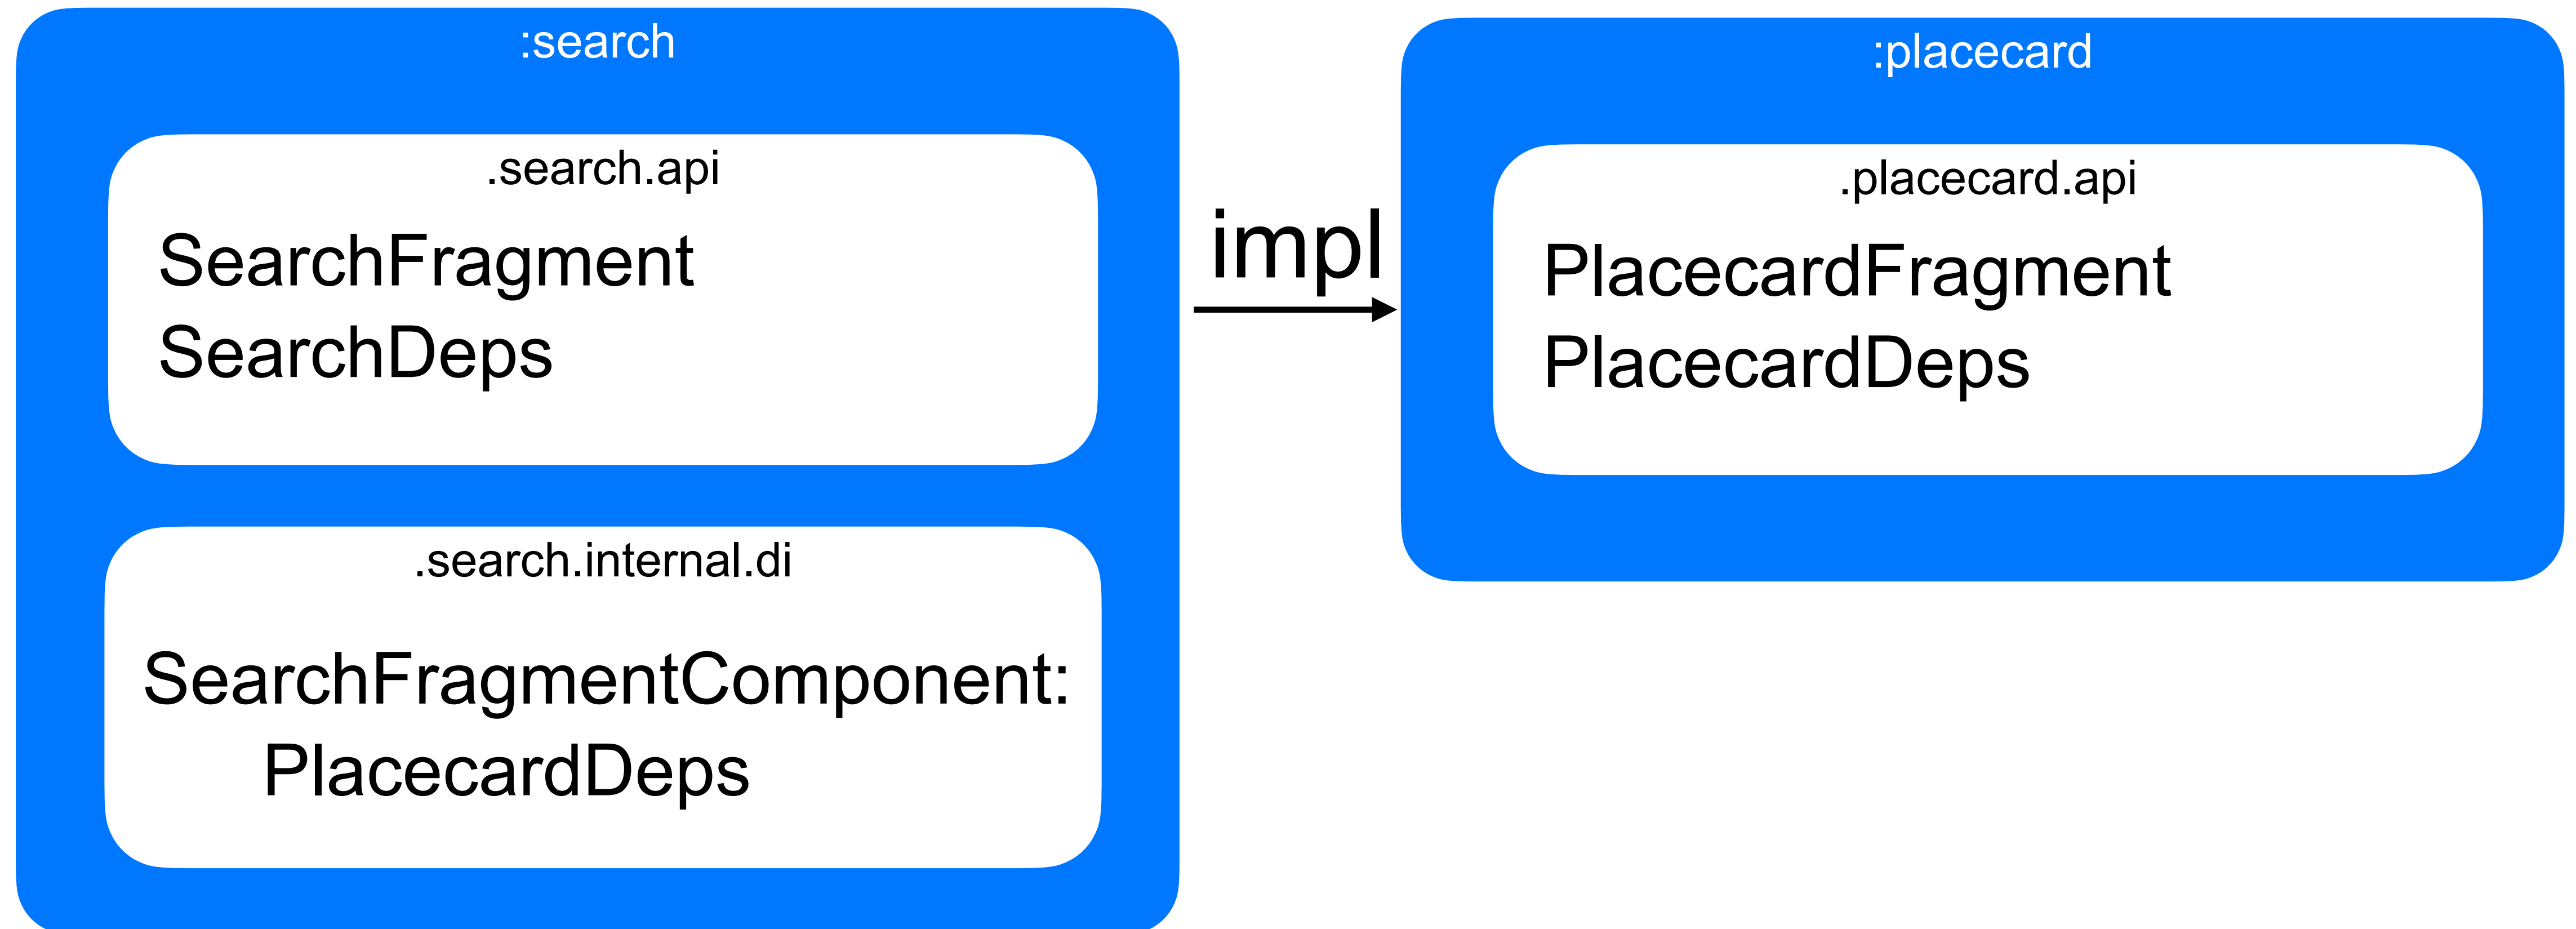 :search
.search.api
SearchFragment
SearchDeps
.search.internal.di
SearchFragmentComponent:
PlacecardDeps
impl
:placecard
.placecard.api
PlacecardFragment
PlacecardDeps